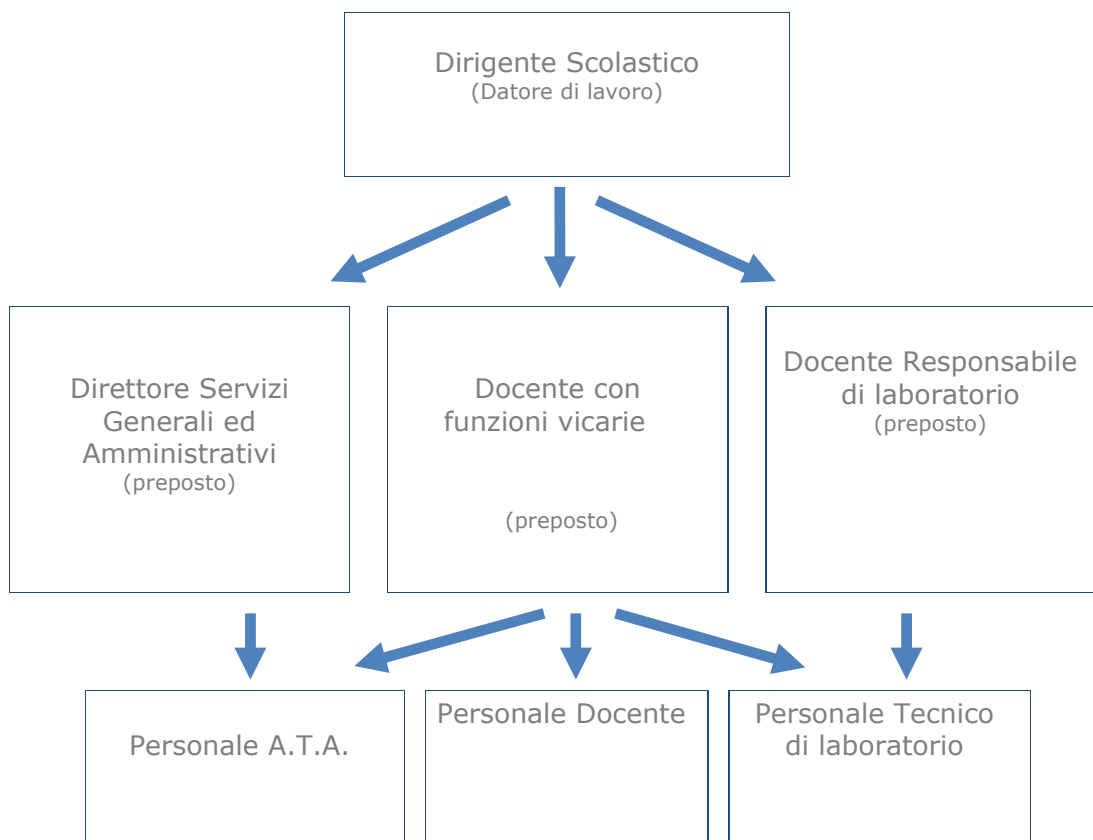 Dirigente Scolastico
(Datore di lavoro)
Direttore Servizi
Generali ed
Amministrativi
(preposto)
Docente con
funzioni vicarie
(preposto)
Docente Responsabile
di laboratorio
(preposto)
Personale A.T.A.
Personale Docente
Personale Tecnico
di laboratorio